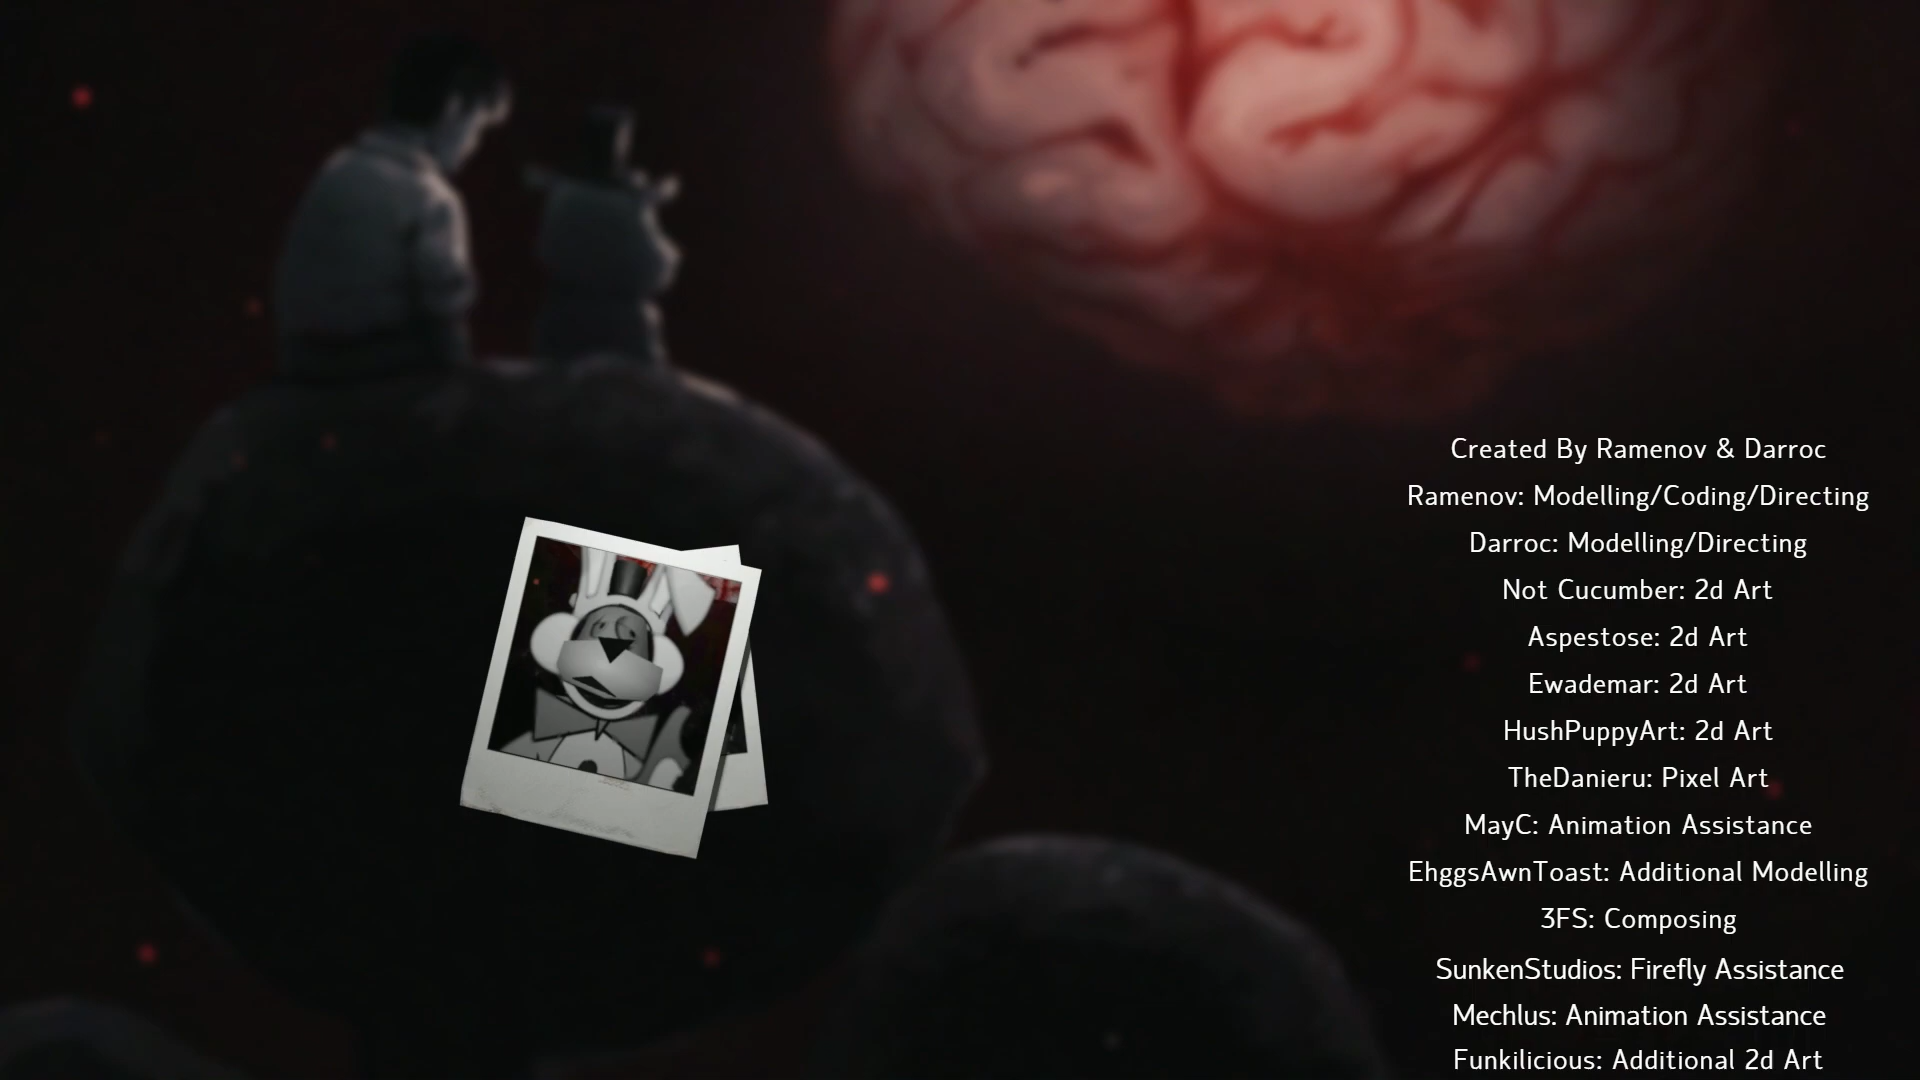 Created By Ramenov & Darroc
Ramenov: Modelling/Coding/Directing
Darroc: Modelling/Directing
Not Cucumber: 2d Art
Aspestose: 2d Art
Ewademar: 2d Art
HushPuppyArt: 2d Art
TheDanieru: Pixel Art
MayC: Animation Assistance
EhggsAwnToast: Additional Modelling
3FS: Composing
SunkenStudios: Firefly Assistance
Mechlus: Animation Assistance
Funkilicious: Additional 2d Art